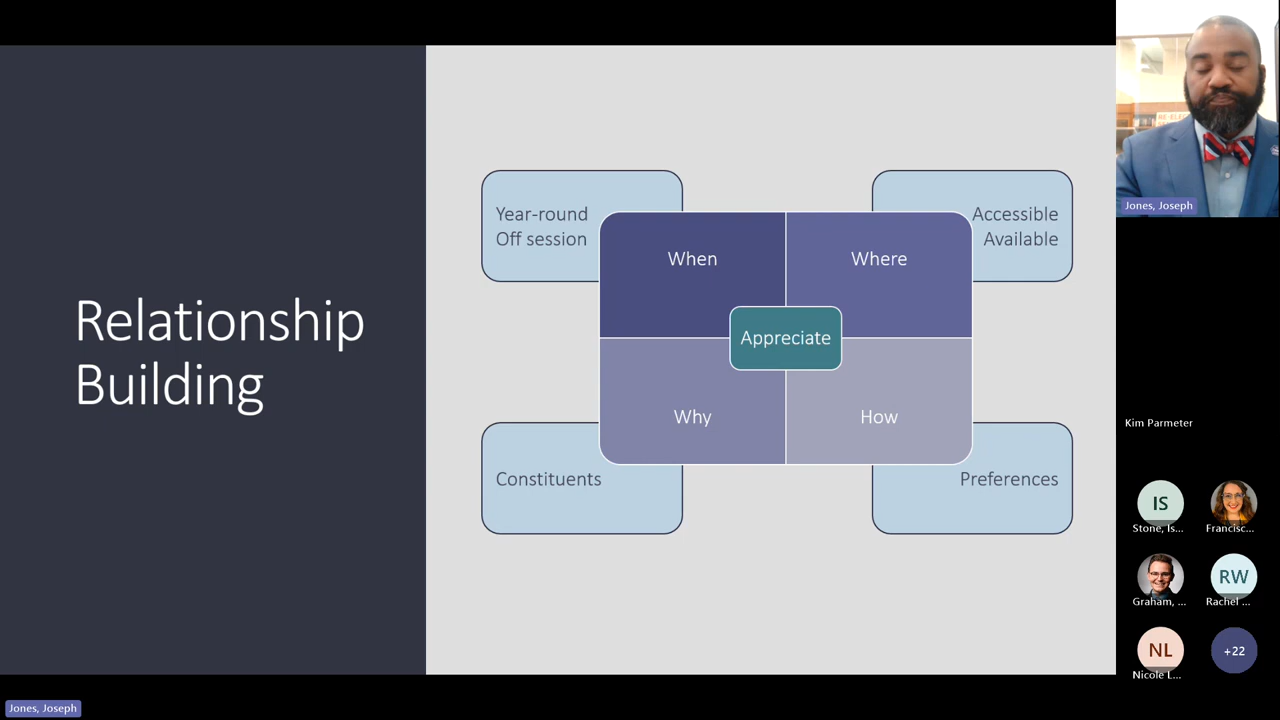 Relationship
Building
Year-round
Off session
When
Where
Accessible
Available
Appreciate
Why
How
Constituents
Preferences
Jones, Joseph
Kim Parmeter
IS
Stone, Is...
Francisc...
Graham, ...
RW
Rachel ...
NL
Nicole L...
+22
Jones, Joseph